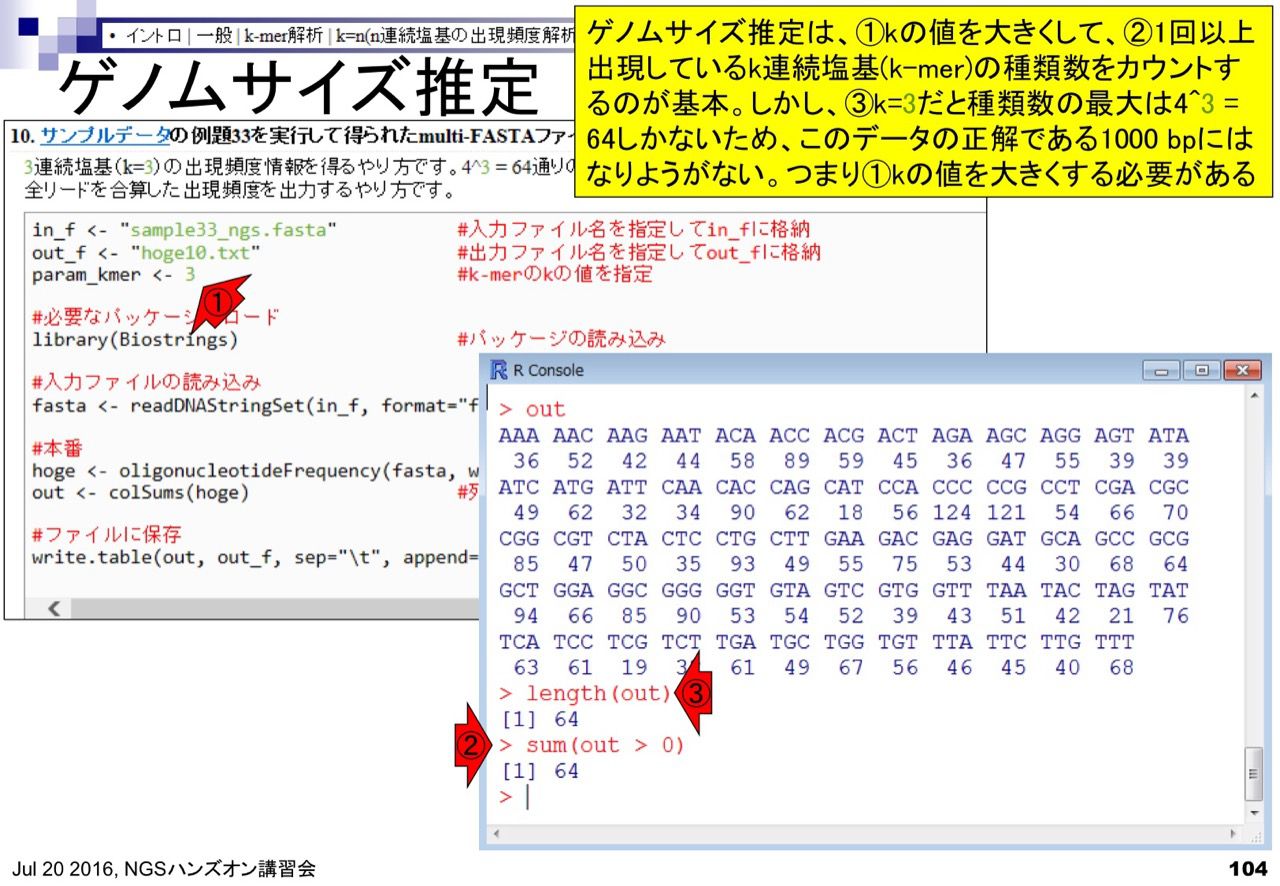 • イントロ | 一般 | k-mer解析 | k=n(n連続塩基の出現頻度解析
ゲノムサイズ推定
ゲノムサイズ推定は、①kの値を大きくして、②1回以上
出現しているk連続塩基(k-mer)の種類数をカウントす
るのが基本。しかし、③k=3だと種類数の最大は4^3 =
64しかないため、このデータの正解である1000 bpには
なりようがない。つまり①kの値を大きくする必要がある
10. サンプルデータの例題33を実行して得られたmulti-FASTAファイ
3連続塩基(k=3)の出現頻度情報を得るやり方です。4^3 = 64通りの
全リードを合算した出現頻度を出力するやり方です。
in_f <- "sample33_ngs.fasta" #入力ファイル名を指定してin_fに格納
out_f <- "hoge10.txt" #出力ファイル名を指定してout_fに格納
param_kmer <- 3 #k-merのkの値を指定
①
#必要なパッケージ ロード
library(Biostrings) #パッケージの読み込み
#入力ファイルの読み込み
fasta <- readDNAStringSet(in_f, format="f
#本番
hoge <- oligonucleotideFrequency(fasta, w
out <- colSums(hoge) #列
#ファイルに保存
write.table(out, out_f, sep="\t", append=
R Console
> out
AAA AAC AAG AAT ACA ACC ACG ACT AGA AGC AGG AGT ATA
36 52 42 44 58 89 59 45 36 47 55 39 39
ATC ATG ATT CAA CAC CAG CAT CCA CCC CCG CCT CGA CGC
49 62 32 34 90 62 18 56 124 121 54 66 70
CGG CGT CTA CTC CTG CTT GAA GAC GAG GAT GCA GCC GCG
85 47 50 35 93 49 55 75 53 44 30 68 64
GCT GGA GGC GGG GGT GTA GTC GTG GTT TAA TAC TAG TAT
94 66 85 90 53 54 52 39 43 51 42 21 76
TCA TCC TCG TCT TGA TGC TGG TGT TTA TTC TTG TTT
63 61 19 3 61 49 67 56 46 45 40 68
> length(out) ③
[1] 64
② > sum(out > 0)
[1] 64
>
Jul 20 2016, NGSハンズオン講習会
104